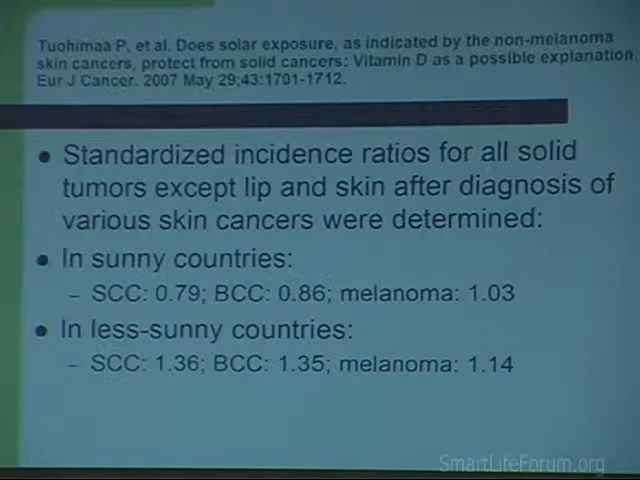 Tuohimaa P, et al. Does solar exposure, as indicated by the non-melanoma
skin cancers, protect from solid cancers: Vitamin D as a possible explanation.
Eur J Cancer. 2007 May 29;43:1701-1712.
• Standardized incidence ratios for all solid
tumors except lip and skin after diagnosis of
various skin cancers were determined:
• In sunny countries:
– SCC: 0.79; BCC: 0.86; melanoma: 1.03
• In less-sunny countries:
– SCC: 1.36; BCC: 1.35; melanoma: 1.14
SmartLifeForum.org